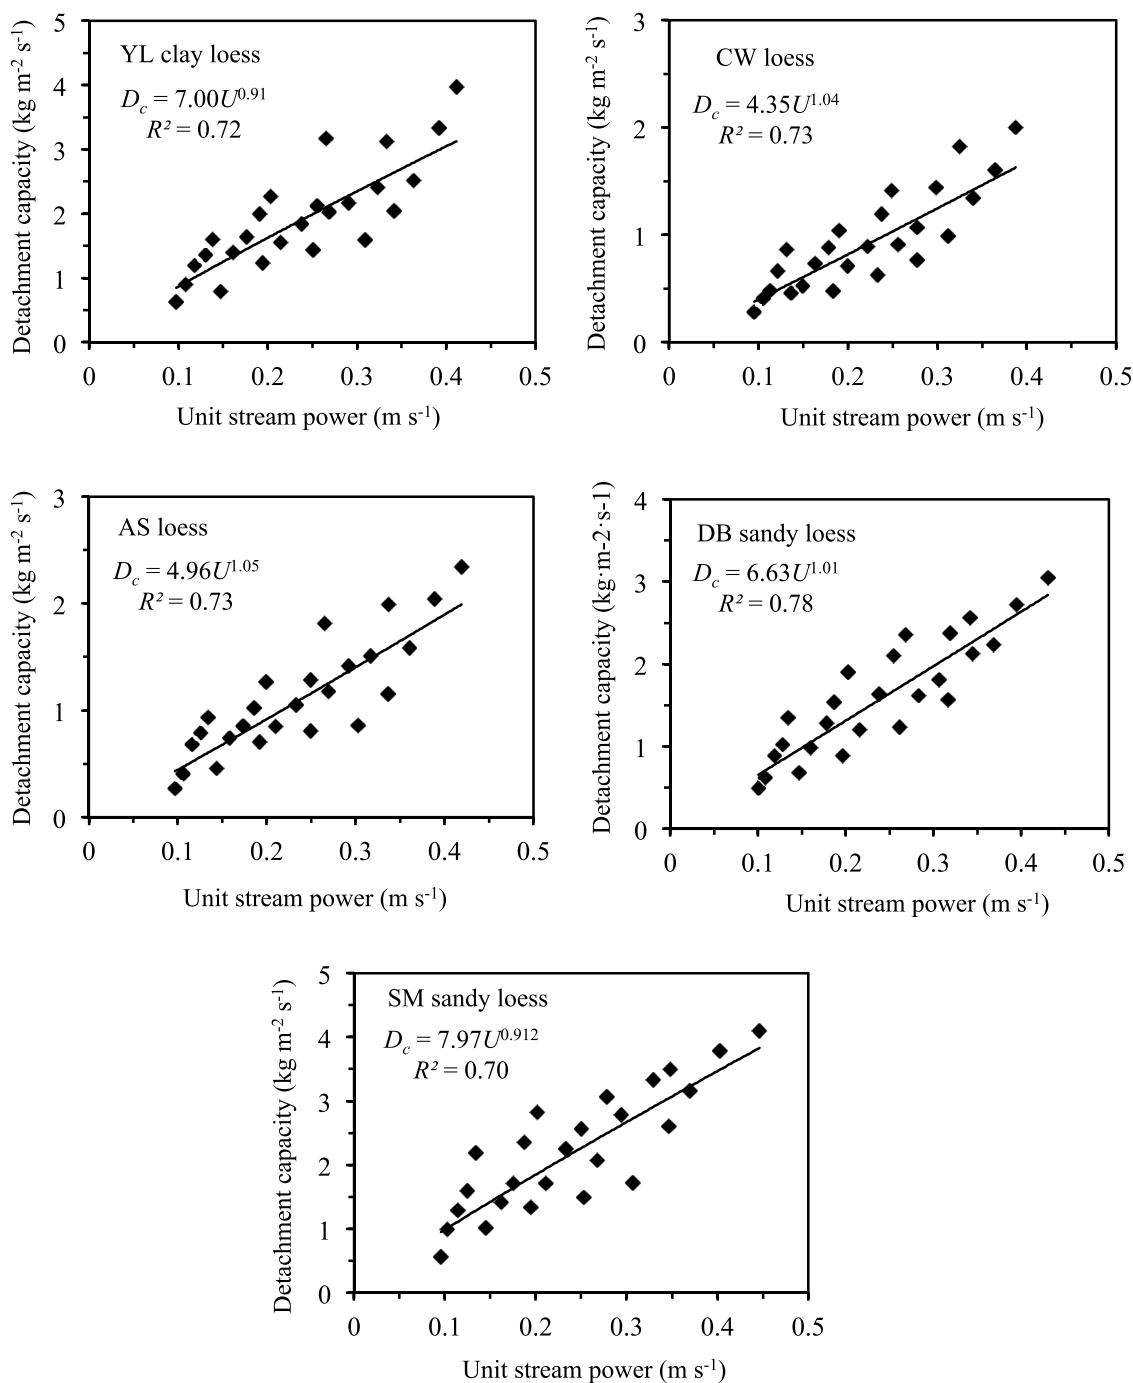 YL clay loess
D_c = 7.00U^0.91
R² = 0.72
Detachment capacity (kg m⁻² s⁻¹)
5
4
3
2
1
0
0 0.1 0.2 0.3 0.4 0.5
Unit stream power (m s⁻¹)
CW loess
D_c = 4.35U^1.04
R² = 0.73
Detachment capacity (kg m⁻² s⁻¹)
3
2
1
0
0 0.1 0.2 0.3 0.4 0.5
Unit stream power (m s⁻¹)
AS loess
D_c = 4.96U^1.05
R² = 0.73
Detachment capacity (kg m⁻² s⁻¹)
3
2
1
0
0 0.1 0.2 0.3 0.4 0.5
Unit stream power (m s⁻¹)
DB sandy loess
D_c = 6.63U^1.01
R² = 0.78
Detachment capacity (kg·m-2·s-1)
4
3
2
1
0
0 0.1 0.2 0.3 0.4 0.5
Unit stream power (m s⁻¹)
SM sandy loess
D_c = 7.97U^0.912
R² = 0.70
Detachment capacity (kg m⁻² s⁻¹)
5
4
3
2
1
0
0 0.1 0.2 0.3 0.4 0.5
Unit stream power (m s⁻¹)